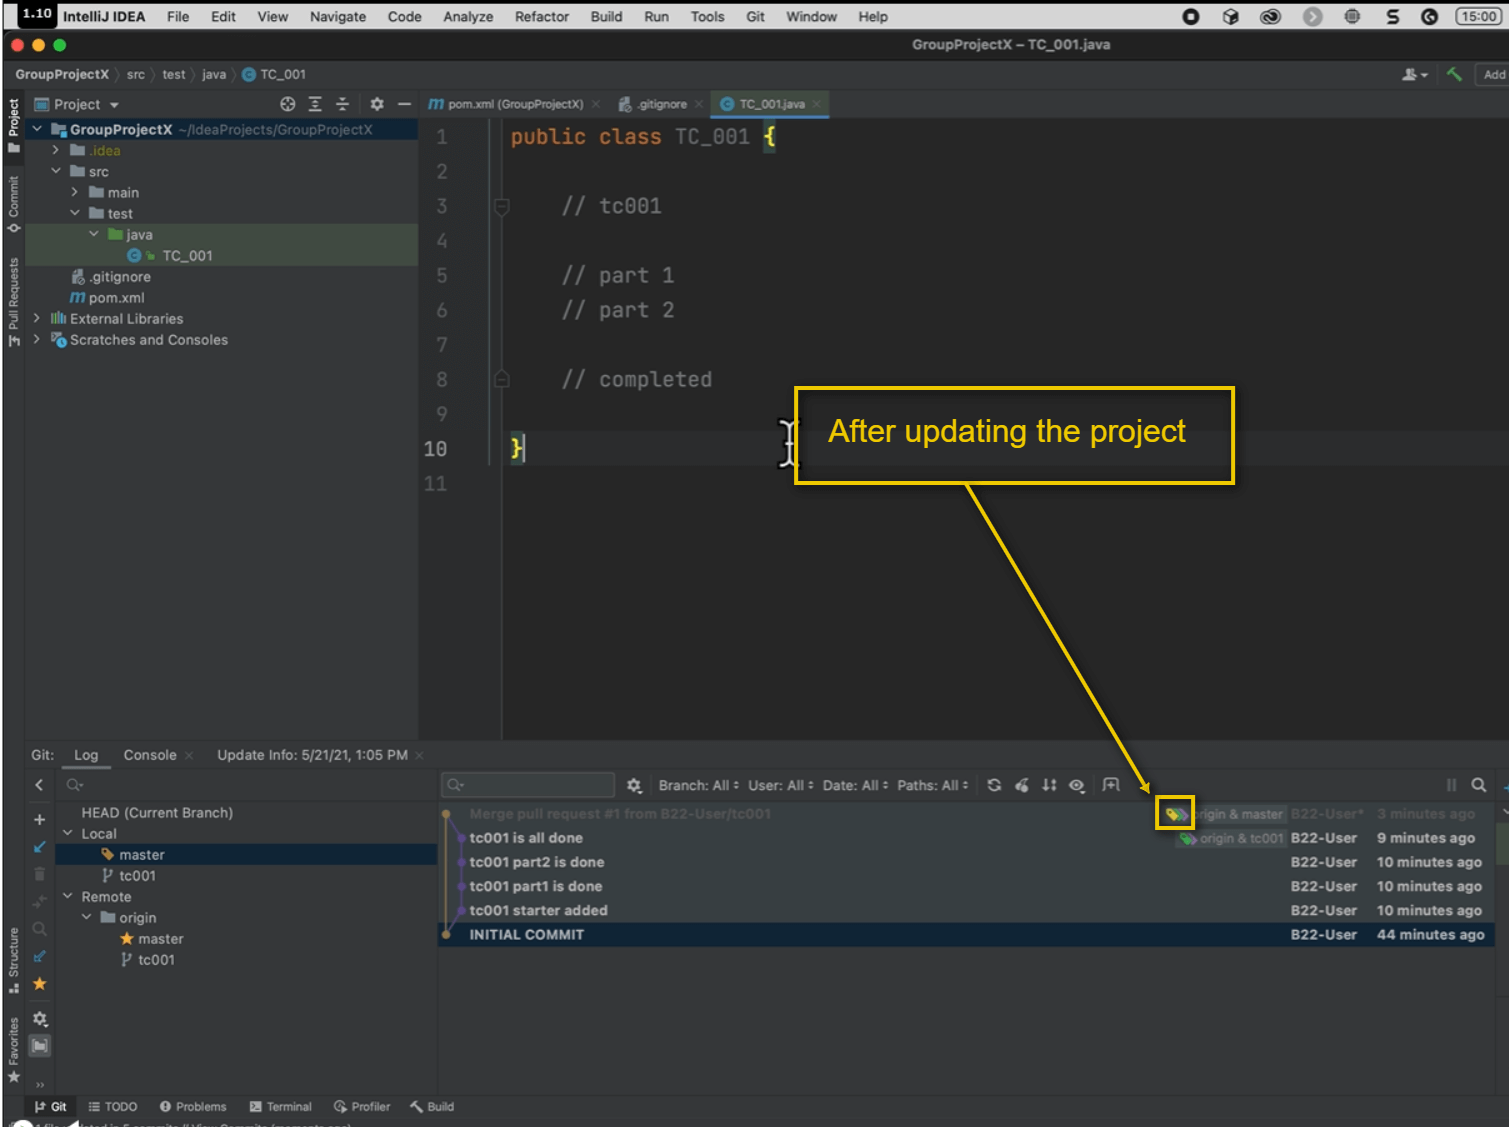 1.10 IntelliJ IDEA File Edit View Navigate Code Analyze Refactor Build Run Tools Git Window Help 15:00
GroupProjectX – TC_001.java
GroupProjectX src test java TC_001 Add
Project
pom.xml (GroupProjectX) .gitignore TC_001.java
Project
Commit
Pull Requests
GroupProjectX ~/IdeaProjects/GroupProjectX
.idea
src
main
test
java
TC_001
.gitignore
pom.xml
External Libraries
Scratches and Consoles
1 public class TC_001 {
2
3 // tc001
4
5 // part 1
6 // part 2
7
8 // completed
9
10 }
11
After updating the project
Git: Log Console Update Info: 5/21/21, 1:05 PM
Branch: All User: All Date: All Paths: All
HEAD (Current Branch)
Local
master
tc001
Remote
origin
master
tc001
Merge pull request #1 from B22-User/tc001 origin & master B22-User* 3 minutes ago
tc001 is all done origin & tc001 B22-User 9 minutes ago
tc001 part2 is done B22-User 10 minutes ago
tc001 part1 is done B22-User 10 minutes ago
tc001 starter added B22-User 10 minutes ago
INITIAL COMMIT B22-User 44 minutes ago
Structure
Favorites
Git TODO Problems Terminal Profiler Build